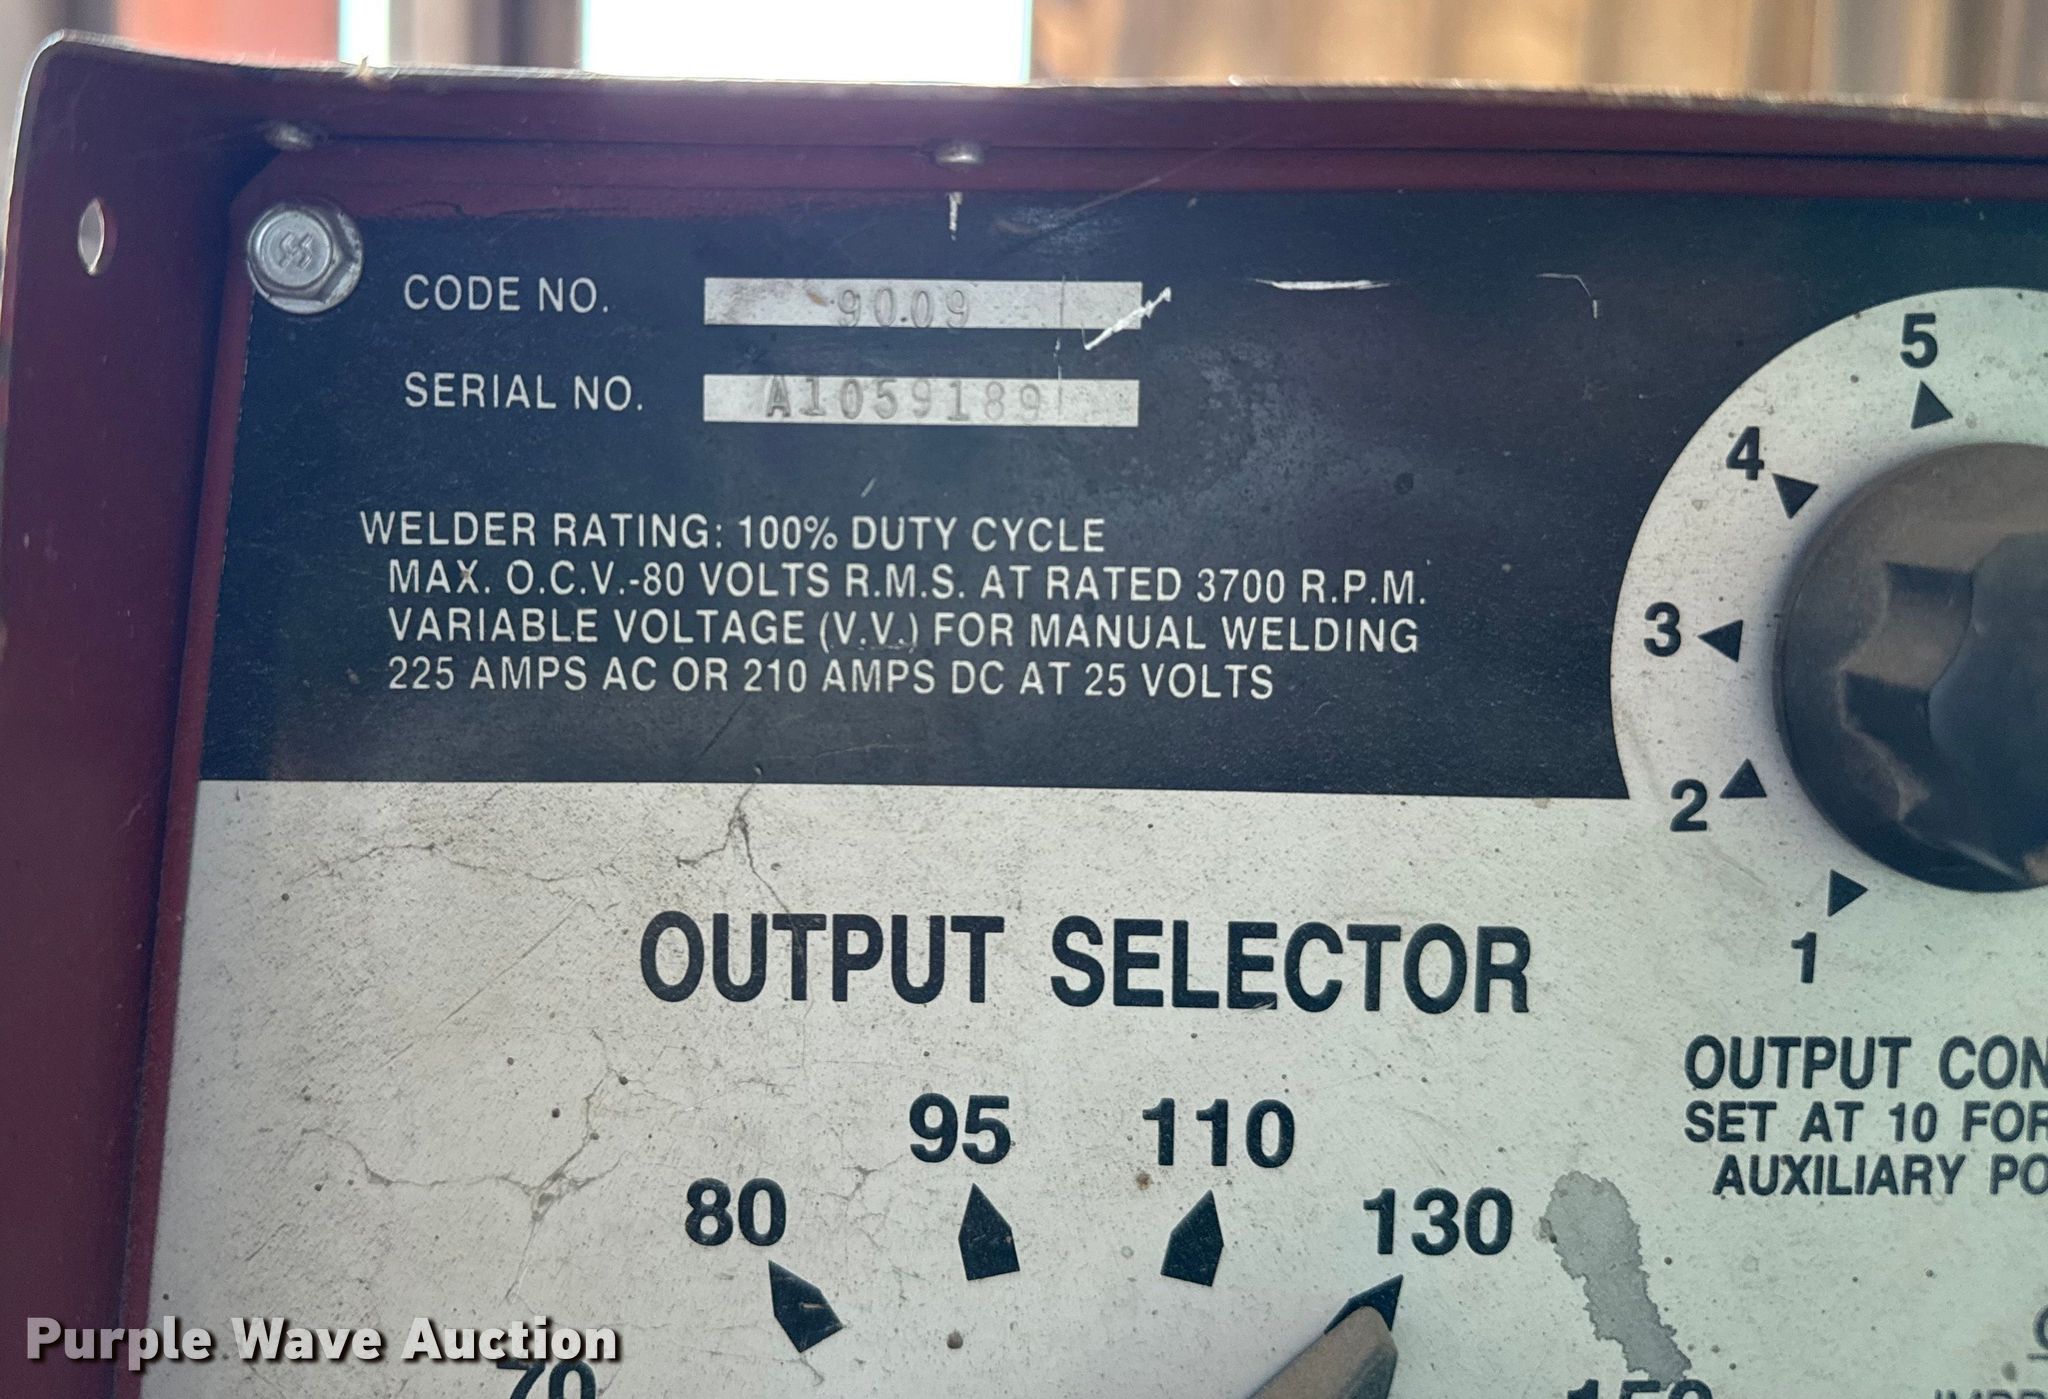 CODE NO. 9009
SERIAL NO. A1059189
WELDER RATING: 100% DUTY CYCLE
MAX. O.C.V.-80 VOLTS R.M.S. AT RATED 3700 R.P.M.
VARIABLE VOLTAGE (V.V.) FOR MANUAL WELDING
225 AMPS AC OR 210 AMPS DC AT 25 VOLTS
5
4
3
2
1
OUTPUT SELECTOR
OUTPUT CON
SET AT 10 FOR
AUXILIARY PO
95 110
80 130
70 150
Purple Wave Auction